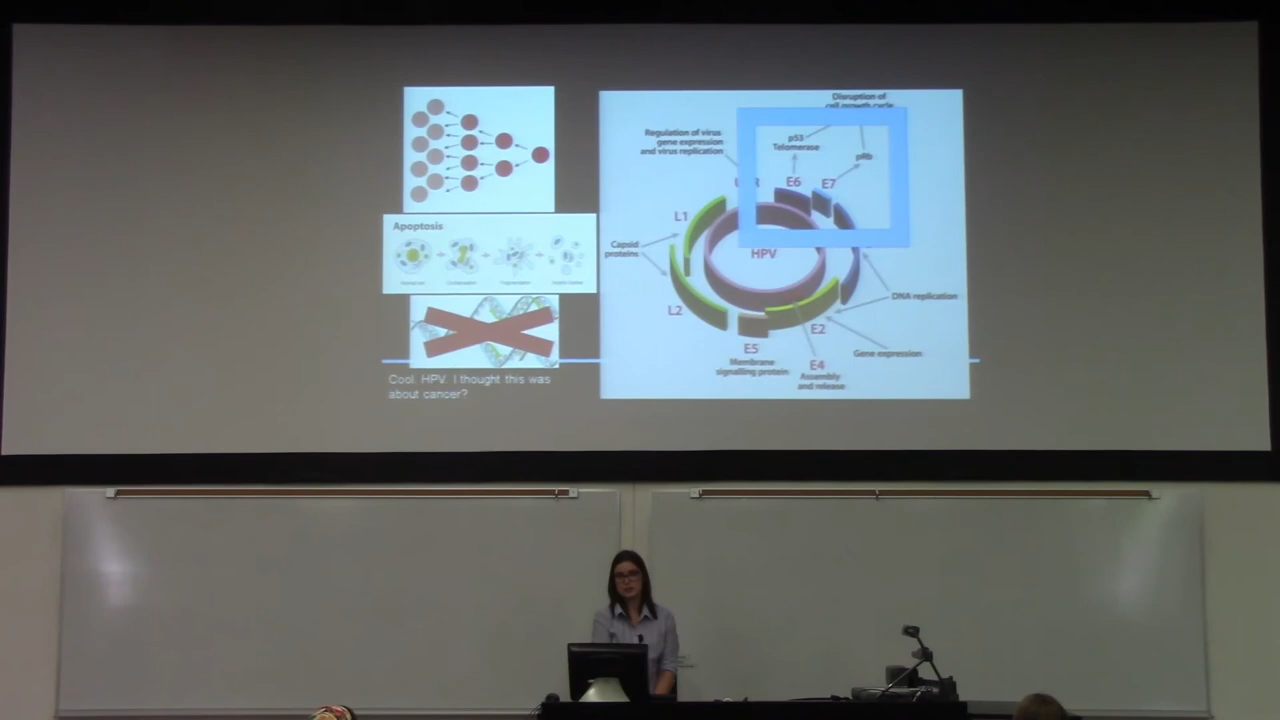 Apoptosis
Cool. HPV. I thought this was
about cancer?
Disruption of
cell growth cycle
Regulation of virus
gene expression
and virus replication
p53
Telomerase
pRb
E6
E7
L1
Capsid
proteins
HPV
L2
DNA replication
E2
E5
Membrane
signalling protein
Gene expression
E4
Assembly
and release